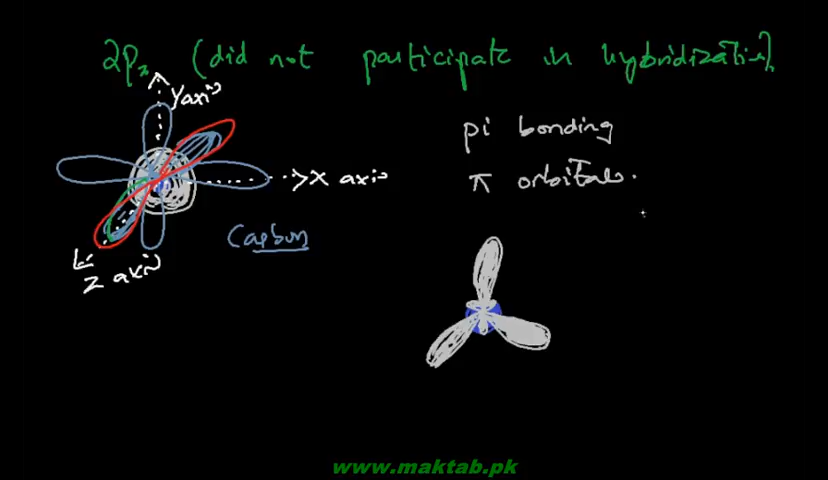 2pz (did not participate in hybridization)
Y axis
pi bonding
X axis
π orbitals.
Carbon
Z axis
www.maktab.pk